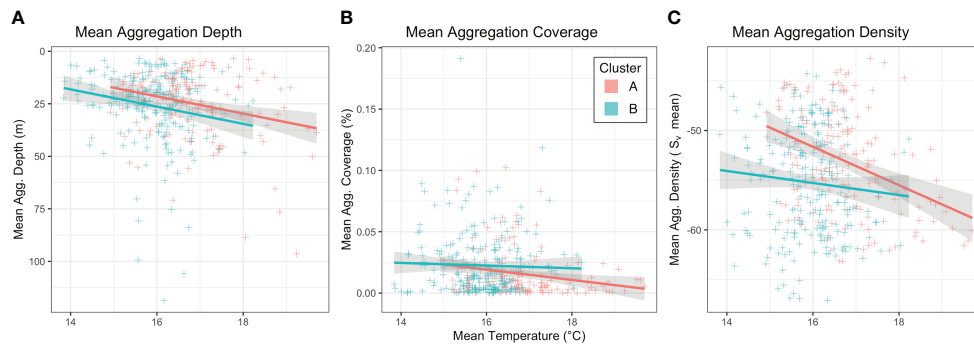 A
Mean Aggregation Depth
0
25
50
75
100
Mean Agg. Depth (m)
14
16
18
B
Mean Aggregation Coverage
0.20
0.15
0.10
0.05
0.00
Mean Agg. Coverage (%)
Cluster
A
B
14
16
18
Mean Temperature (°C)
C
Mean Aggregation Density
-50
-60
Mean Agg. Density ( Sv mean)
14
16
18